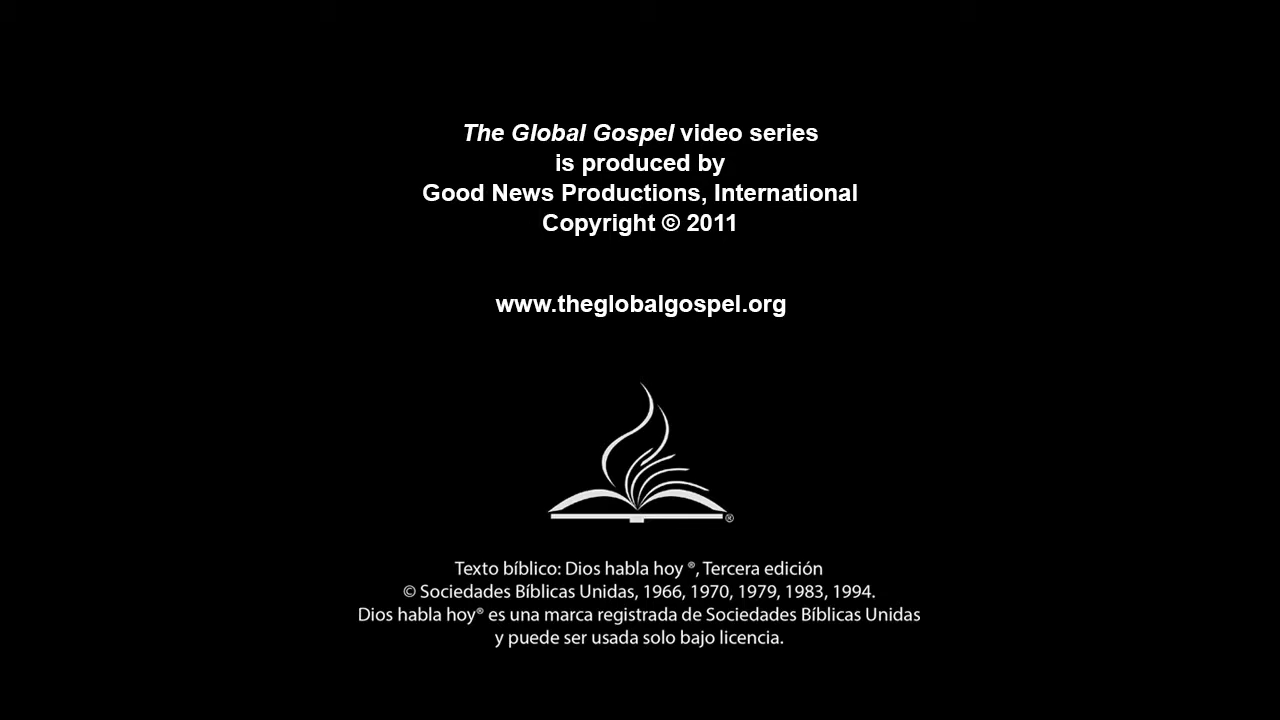 The Global Gospel video series
is produced by
Good News Productions, International
Copyright © 2011
www.theglobalgospel.org
®
Texto bíblico: Dios habla hoy ®, Tercera edición
© Sociedades Bíblicas Unidas, 1966, 1970, 1979, 1983, 1994.
Dios habla hoy® es una marca registrada de Sociedades Bíblicas Unidas
y puede ser usada solo bajo licencia.